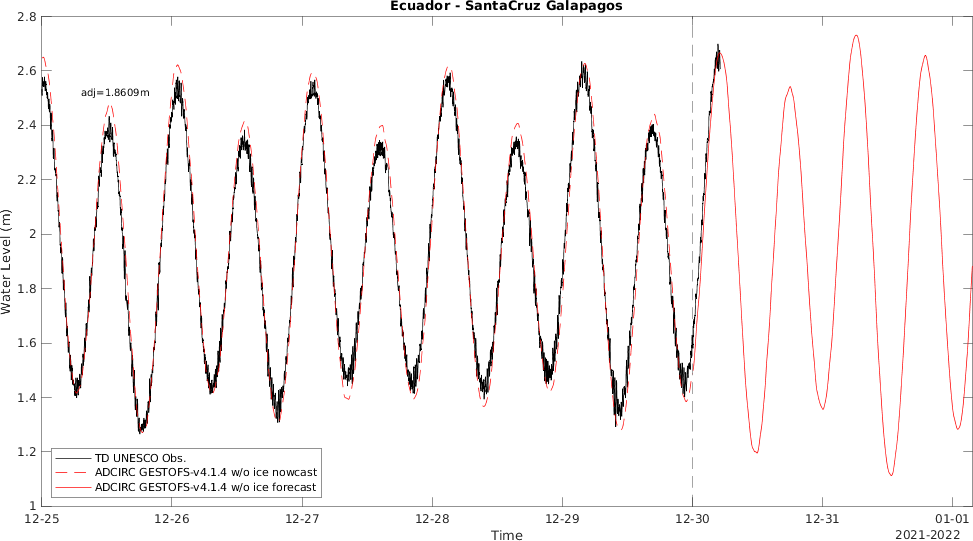 Ecuador - SantaCruz Galapagos
2.8
2.6
adj=1.8609m
2.4
2.2
2
Water Level (m)
1.8
1.6
1.4
1.2
1
TD UNESCO Obs.
ADCIRC GESTOFS-v4.1.4 w/o ice nowcast
ADCIRC GESTOFS-v4.1.4 w/o ice forecast
12-25 12-26 12-27 12-28 12-29 12-30 12-31 01-01
Time
2021-2022